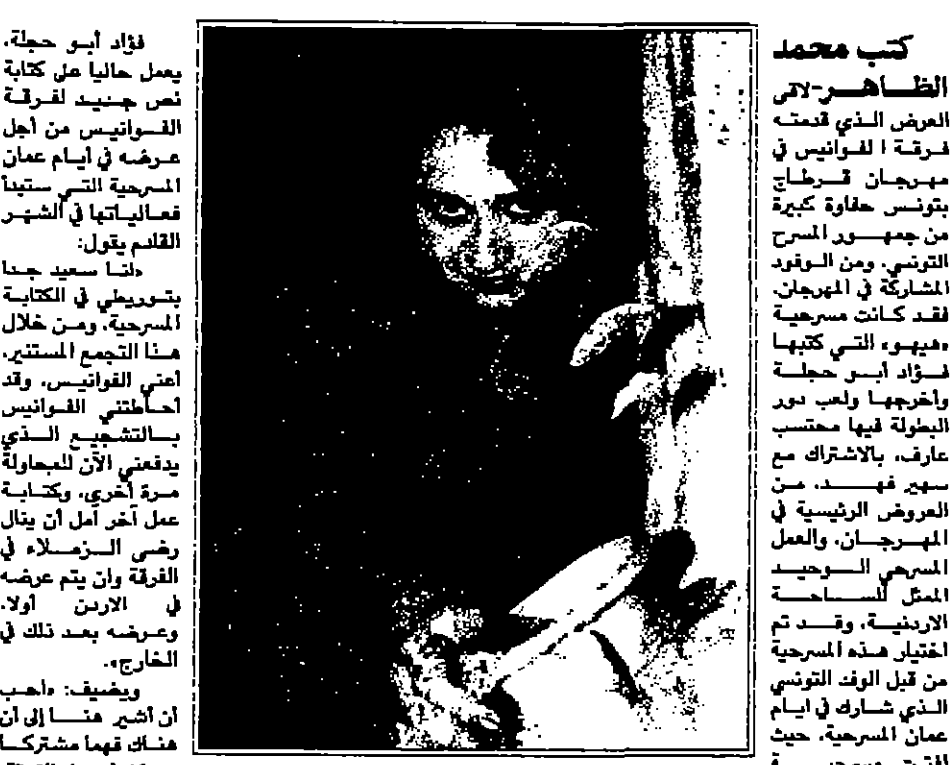 كتب محمد
الظاهر-لاقى
العرض الذي قدمته
فرقة الفوانيس في
مهرجان قرطاج
بتونس حفاوة كبيرة
من جمهور المسرح
التونسي، ومن الوفود
المشاركة في المهرجان.
فقد كانت مسرحية
«هيهو» التي كتبها
فؤاد أبو حجلة
وأخرجها ولعب دور
البطولة فيها محتسب
عارف، بالاشتراك مع
سهير فهد، من
العروض الرئيسية في
المهرجان، والعمل
المسرحي الوحيد
الممثل للساحة
الاردنية، وقد تم
اختيار هذه المسرحية
من قبل الوفد التونسي
الذي شارك في ايام
عمان المسرحية، حيث
فؤاد أبو حجلة،
يعمل حاليا على كتابة
نص جديد لفرقة
الفوانيس من أجل
عرضه في أيام عمان
المسرحية التي ستبدأ
فعالياتها في الشهر
القادم يقول:
«انا سعيد جدا
بتوريطي في الكتابة
المسرحية، ومن خلال
هذا التجمع المستنير،
أعني الفوانيس، وقد
أحاطتني الفوانيس
بالتشجيع الذي
يدفعني الآن للمحاولة
مرة أخرى، وكتابة
عمل آخر آمل أن ينال
رضى الزملاء في
الفرقة وان يتم عرضه
في الاردن أولا،
وعرضه بعد ذلك في
الخارج».
ويضيف: «أحب
أن أشير هنا إلى أن
هناك فهما مشتركا